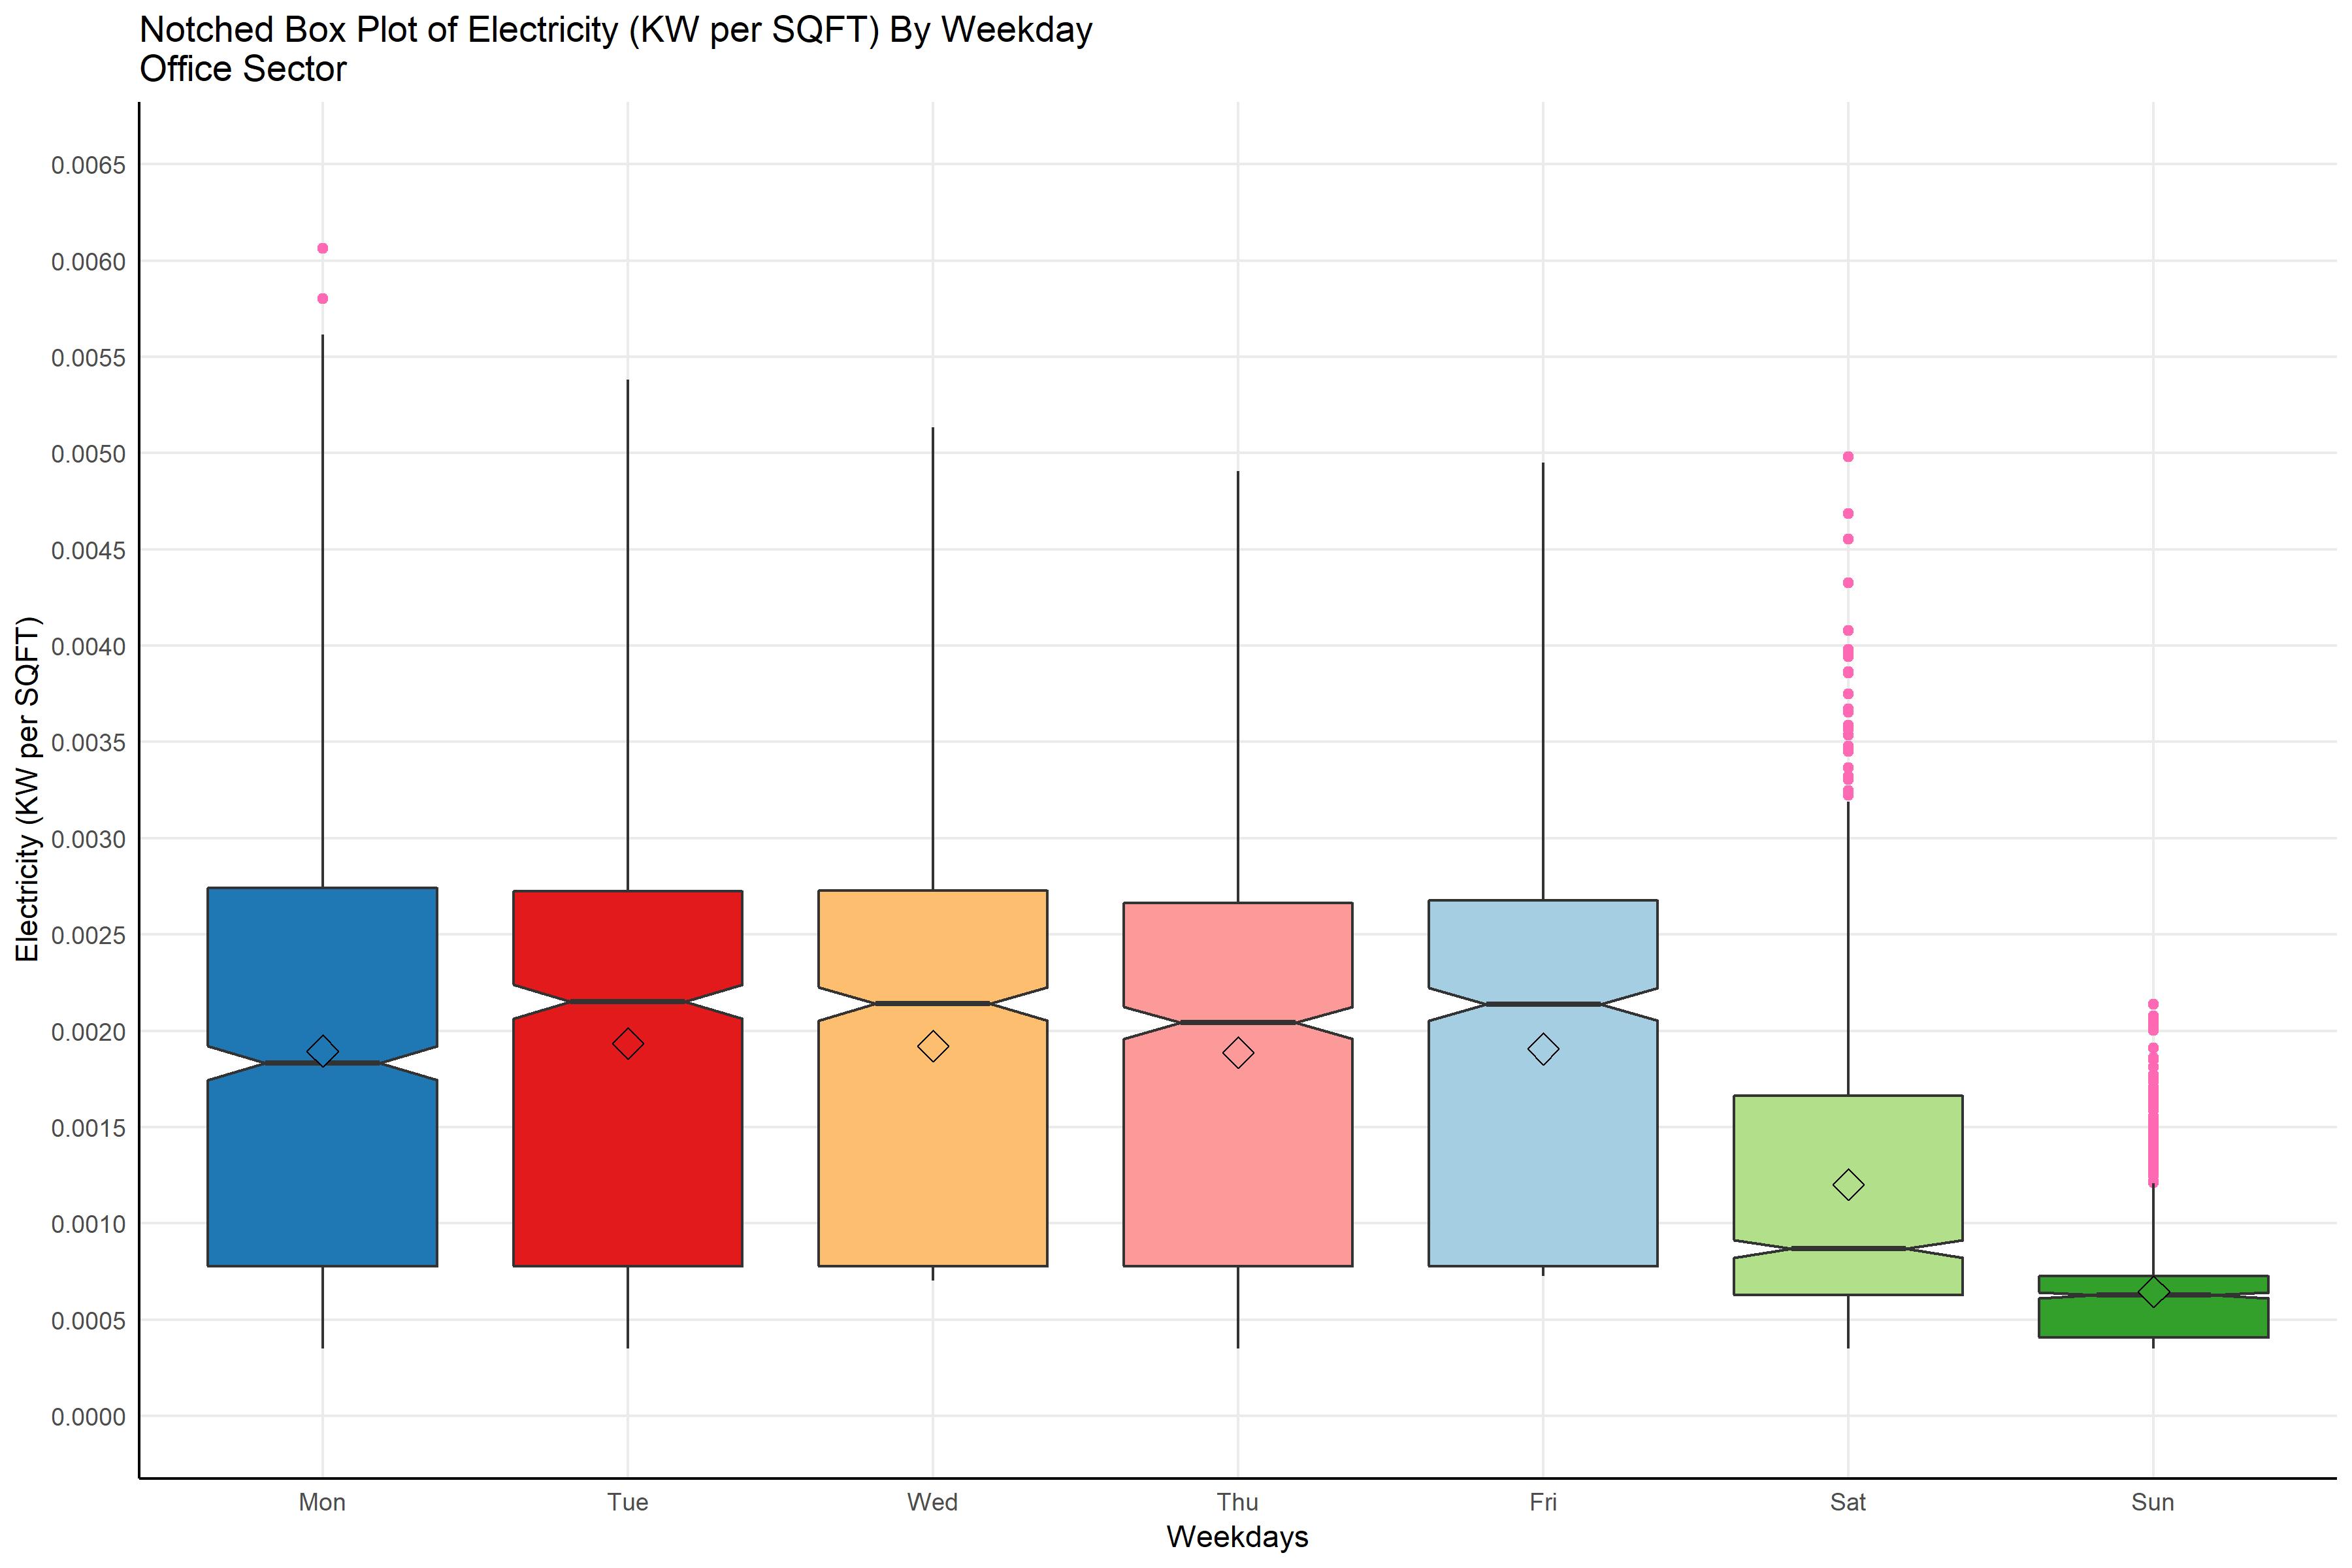 Notched Box Plot of Electricity (KW per SQFT) By Weekday
Office Sector
Electricity (KW per SQFT)
0.0065
0.0060
0.0055
0.0050
0.0045
0.0040
0.0035
0.0030
0.0025
0.0020
0.0015
0.0010
0.0005
0.0000
Mon Tue Wed Thu Fri Sat Sun
Weekdays